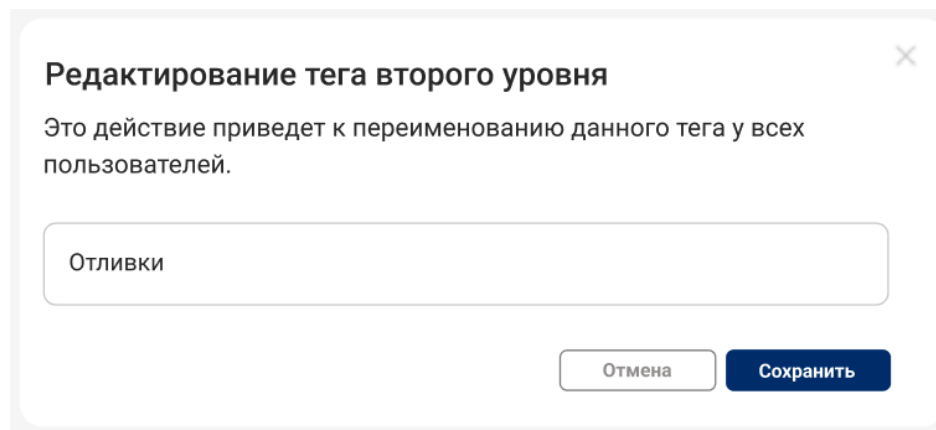 Редактирование тега второго уровня
Это действие приведет к переименованию данного тега у всех
пользователей.
Отливки
Отмена
Сохранить